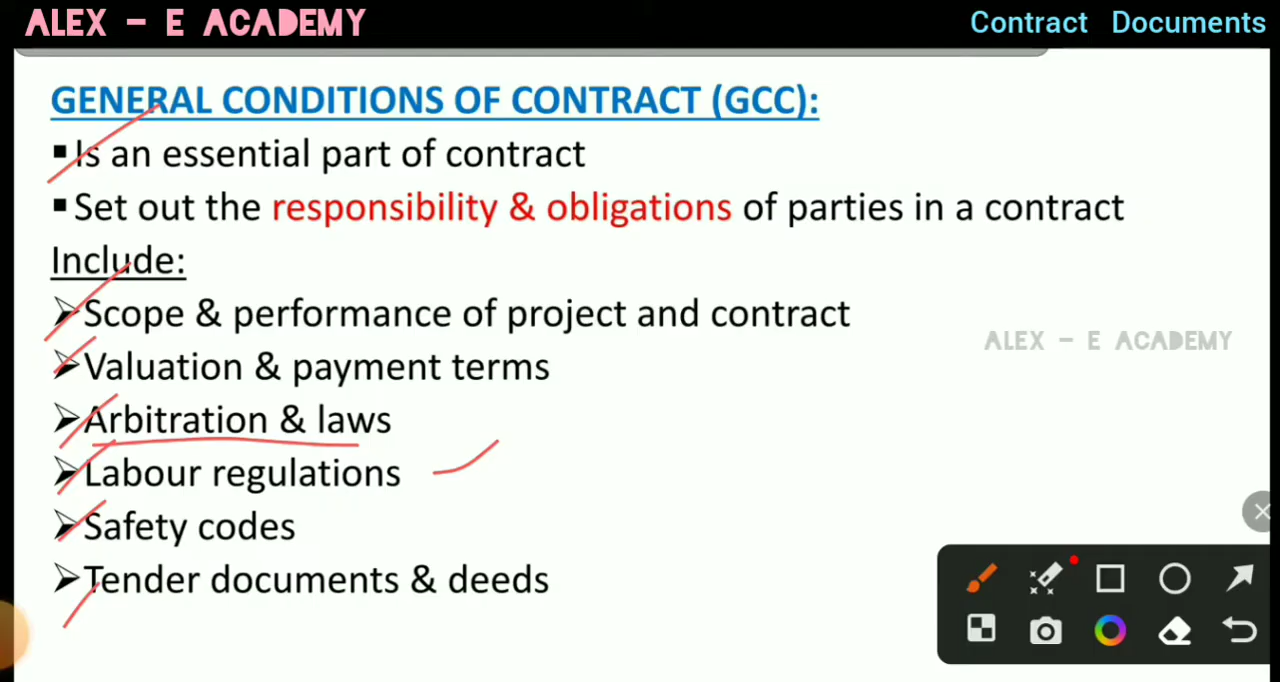 ALEX - E ACADEMY
Contract Documents
GENERAL CONDITIONS OF CONTRACT (GCC):
▪Is an essential part of contract
▪Set out the responsibility & obligations of parties in a contract
Include:
➢Scope & performance of project and contract
ALEX - E ACADEMY
➢Valuation & payment terms
➢Arbitration & laws
➢Labour regulations
➢Safety codes
➢Tender documents & deeds